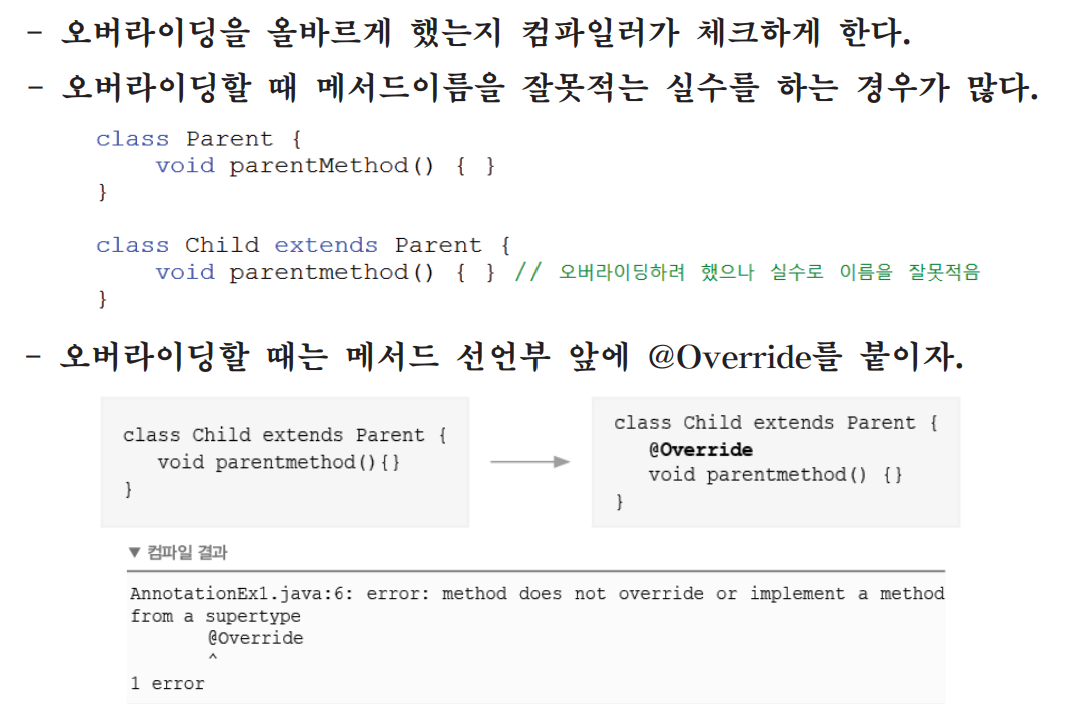 - 오버라이딩을 올바르게 했는지 컴파일러가 체크하게 한다.
- 오버라이딩할 때 메서드이름을 잘못적는 실수를 하는 경우가 많다.
class Parent {
    void parentMethod() { }
}
class Child extends Parent {
    void parentmethod() { } // 오버라이딩하려 했으나 실수로 이름을 잘못적음
}
- 오버라이딩할 때는 메서드 선언부 앞에 @Override를 붙이자.
class Child extends Parent {
   void parentmethod(){}
}
class Child extends Parent {
   @Override
   void parentmethod() {}
}
▼ 컴파일 결과
AnnotationEx1.java:6: error: method does not override or implement a method
from a supertype
        @Override
        ^
1 error